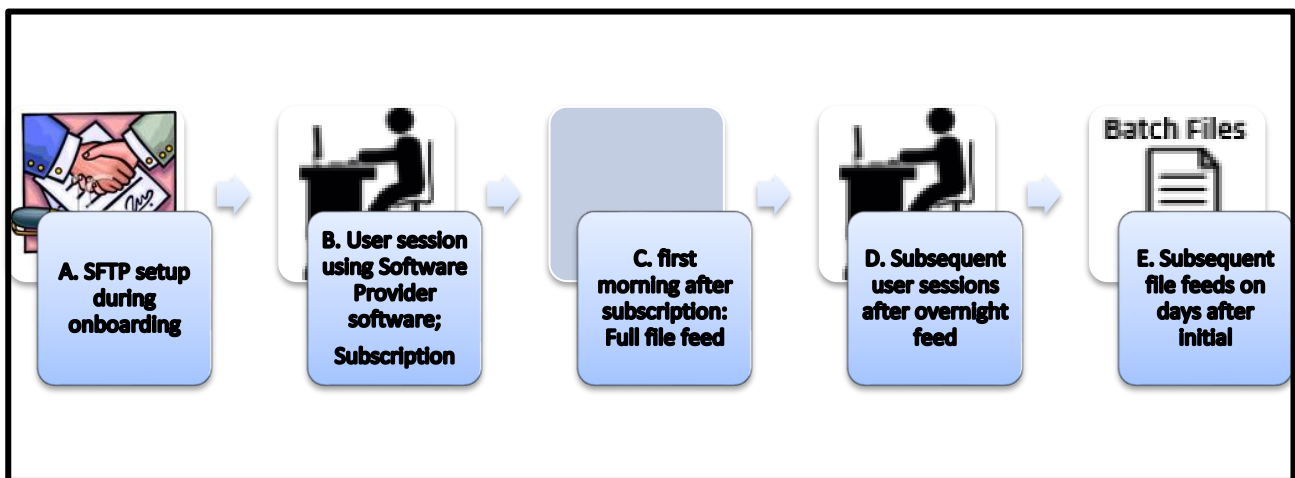 A. SFTP setup
during
onboarding
B. User session
using Software
Provider
software;
Subscription
C. first
morning after
subscription:
Full file feed
D. Subsequent
user sessions
after overnight
feed
Batch Files
E. Subsequent
file feeds on
days after
initial